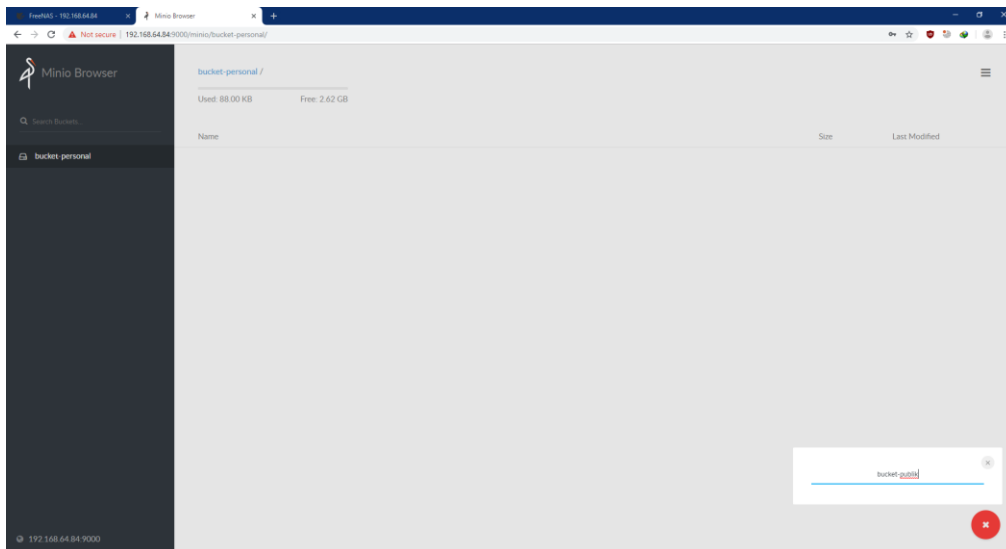 FreeNAS - 192.168.64.84
Minio Browser
Not secure | 192.168.64.84:9000/minio/bucket-personal/
Minio Browser
bucket-personal /
Used: 88.00 KB Free: 2.62 GB
Search Buckets...
Name Size Last Modified
bucket-personal
bucket-publik
192.168.64.84:9000